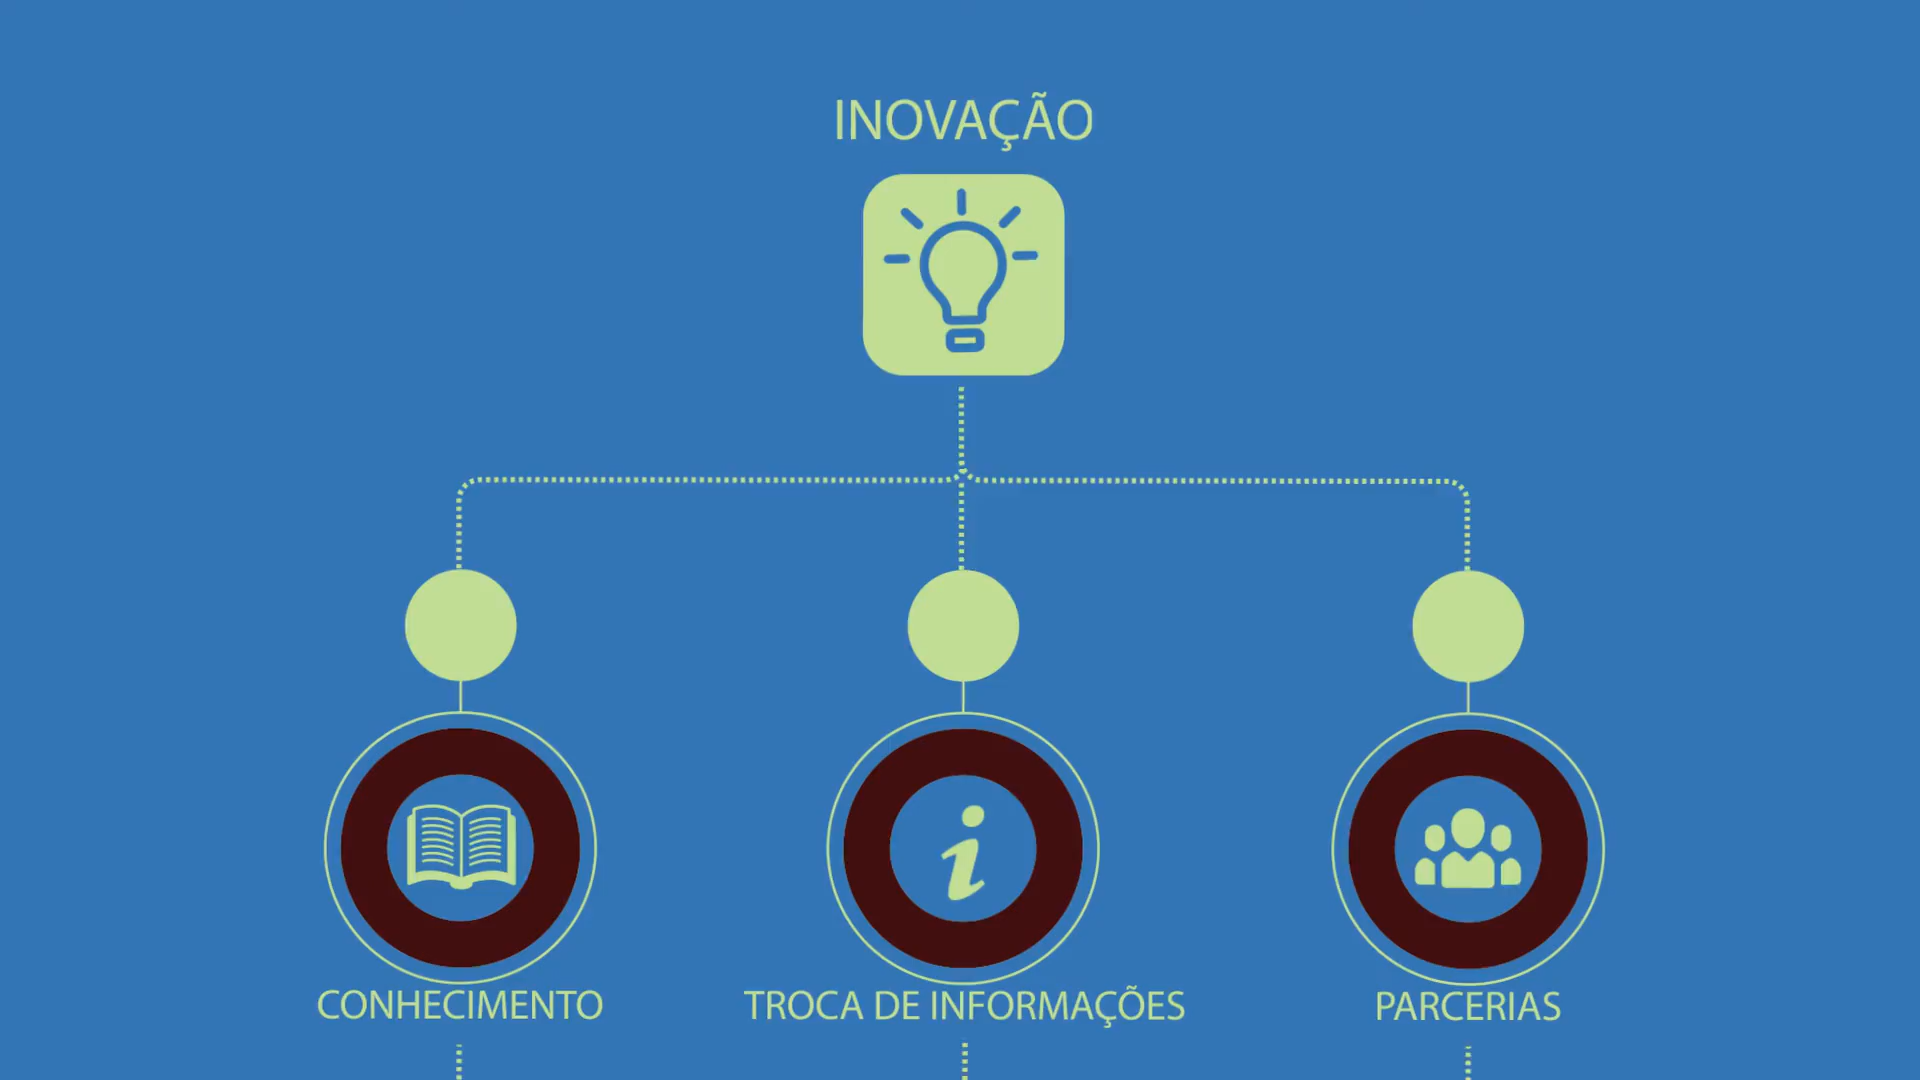 INOVAÇÃO
CONHECIMENTO
TROCA DE INFORMAÇÕES
PARCERIAS